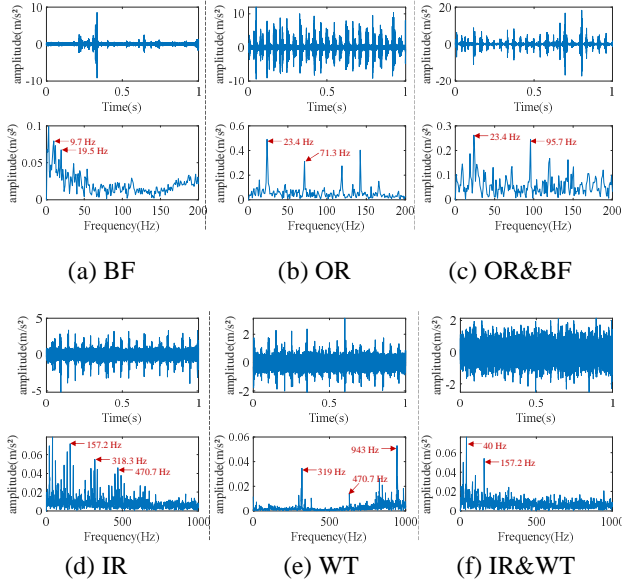 amplitude(m/s²)
10
0
-10
0
0.5
1
Time(s)
amplitude(m/s²)
0.1
0.05
0
0
50
100
150
200
Frequency(Hz)
9.7 Hz
19.5 Hz
(a) BF
amplitude(m/s²)
10
5
0
-5
-10
0
0.5
1
Time(s)
amplitude(m/s²)
0.6
0.4
0.2
0
0
50
100
150
200
Frequency(Hz)
23.4 Hz
71.3 Hz
(b) OR
amplitude(m/s²)
20
0
-20
0
0.5
1
Time(s)
amplitude(m/s²)
0.3
0.2
0.1
0
0
50
100
150
200
Frequency(Hz)
23.4 Hz
95.7 Hz
(c) OR&BF
amplitude(m/s²)
5
0
-5
0
0.5
1
Time(s)
amplitude(m/s²)
0.06
0.04
0.02
0
0
500
1000
Frequency(Hz)
157.2 Hz
318.3 Hz
470.7 Hz
(d) IR
amplitude(m/s²)
2
0
-2
0
0.5
1
Time(s)
amplitude(m/s²)
0.06
0.04
0.02
0
0
500
1000
Frequency(Hz)
943 Hz
319 Hz
470.7 Hz
(e) WT
amplitude(m/s²)
2
0
-2
0
0.5
1
Time(s)
amplitude(m/s²)
0.06
0.04
0.02
0
0
500
1000
Frequency(Hz)
40 Hz
157.2 Hz
(f) IR&WT